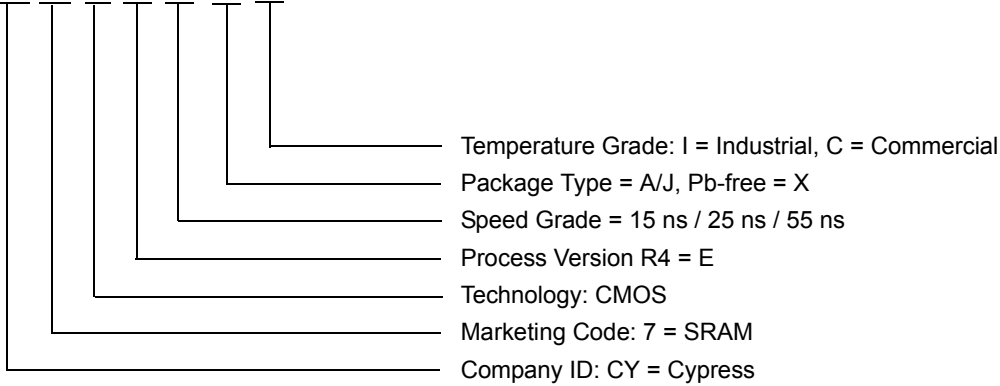 Temperature Grade: I = Industrial, C = Commercial
Package Type = A/J, Pb-free = X
Speed Grade = 15 ns / 25 ns / 55 ns
Process Version R4 = E
Technology: CMOS
Marketing Code: 7 = SRAM
Company ID: CY = Cypress